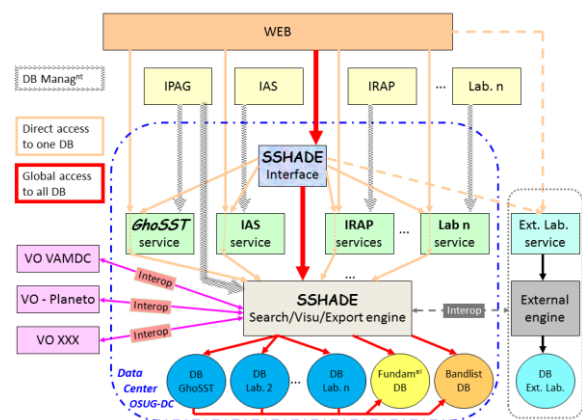 WEB
DB Managnt
IPAG
IAS
IRAP
...
Lab. n
Direct access
to one DB
Global access
to all DB
SSHADE
Interface
GhoSST
service
IAS
service
IRAP
services
...
Lab n
service
Ext. Lab.
service
VO VAMDC
VO - Planeto
VO XXX
Interop
Interop
Interop
...
SSHADE
Search/Visu/Export engine
Interop
External
engine
Data
Center
OSUG-DC
DB
GhoSST
DB
Lab. 2
...
DB
Lab. n
Fundamal
DB
Bandlist
DB
DB
Ext. Lab.